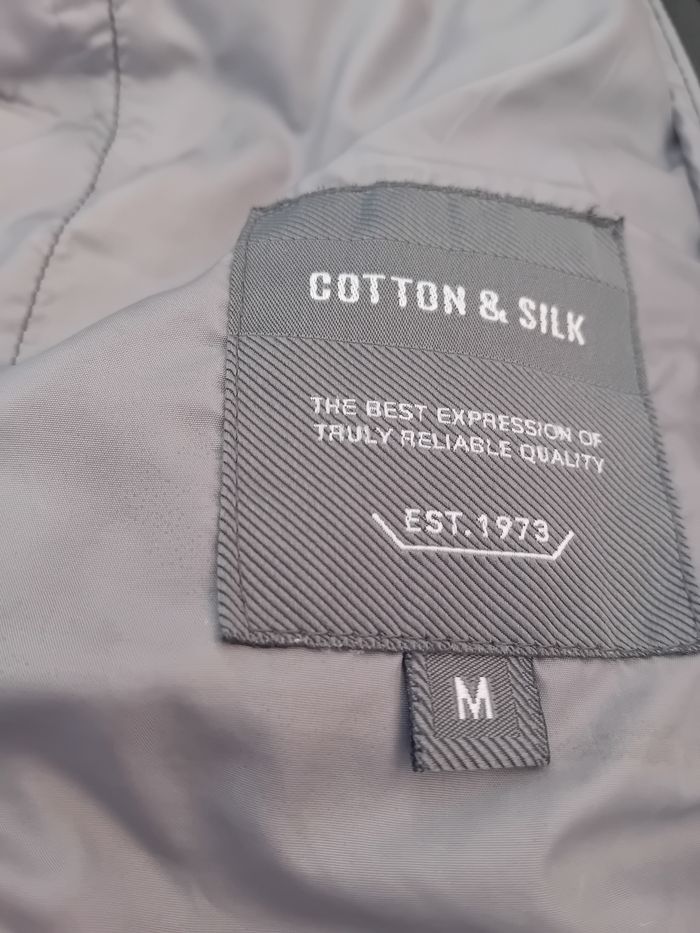 COTTON & SILK
THE BEST EXPRESSION OF
TRULY RELIABLE QUALITY
EST. 1973
M